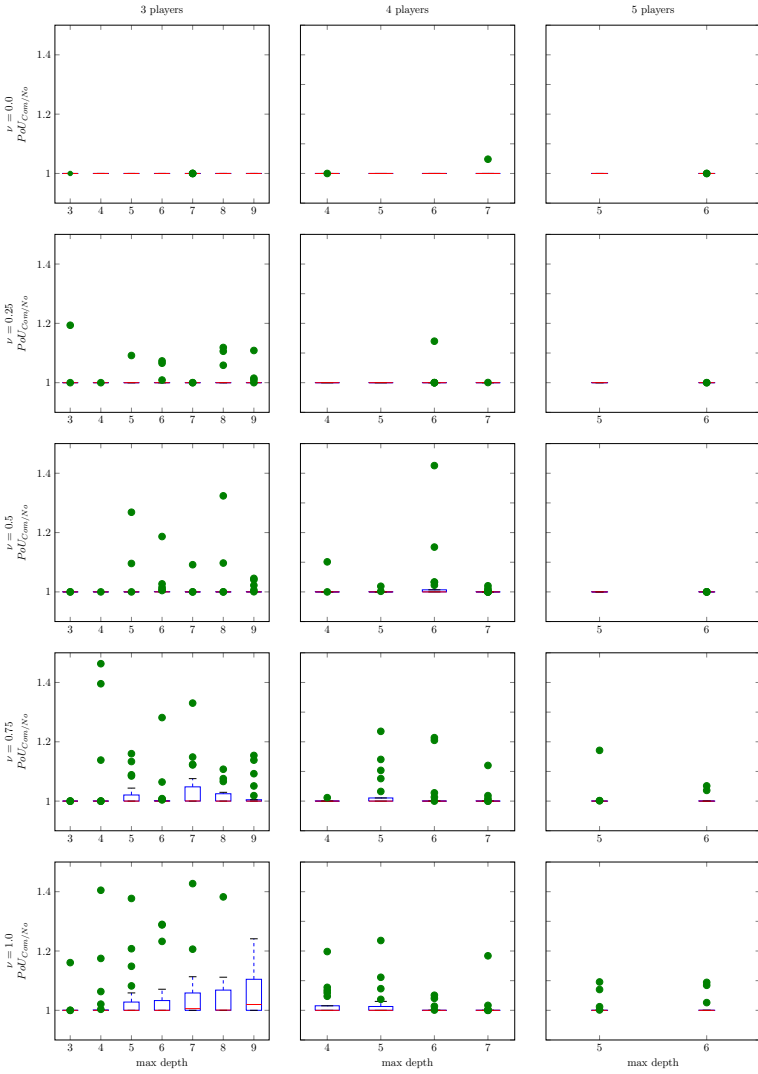 3 players 4 players 5 players
ν = 0.0
PoU_{Com/No}
1.4
1.2
1
3 4 5 6 7 8 9 4 5 6 7 5 6
ν = 0.25
PoU_{Com/No}
1.4
1.2
1
3 4 5 6 7 8 9 4 5 6 7 5 6
ν = 0.5
PoU_{Com/No}
1.4
1.2
1
3 4 5 6 7 8 9 4 5 6 7 5 6
ν = 0.75
PoU_{Com/No}
1.4
1.2
1
3 4 5 6 7 8 9 4 5 6 7 5 6
ν = 1.0
PoU_{Com/No}
1.4
1.2
1
3 4 5 6 7 8 9 4 5 6 7 5 6
max depth max depth max depth